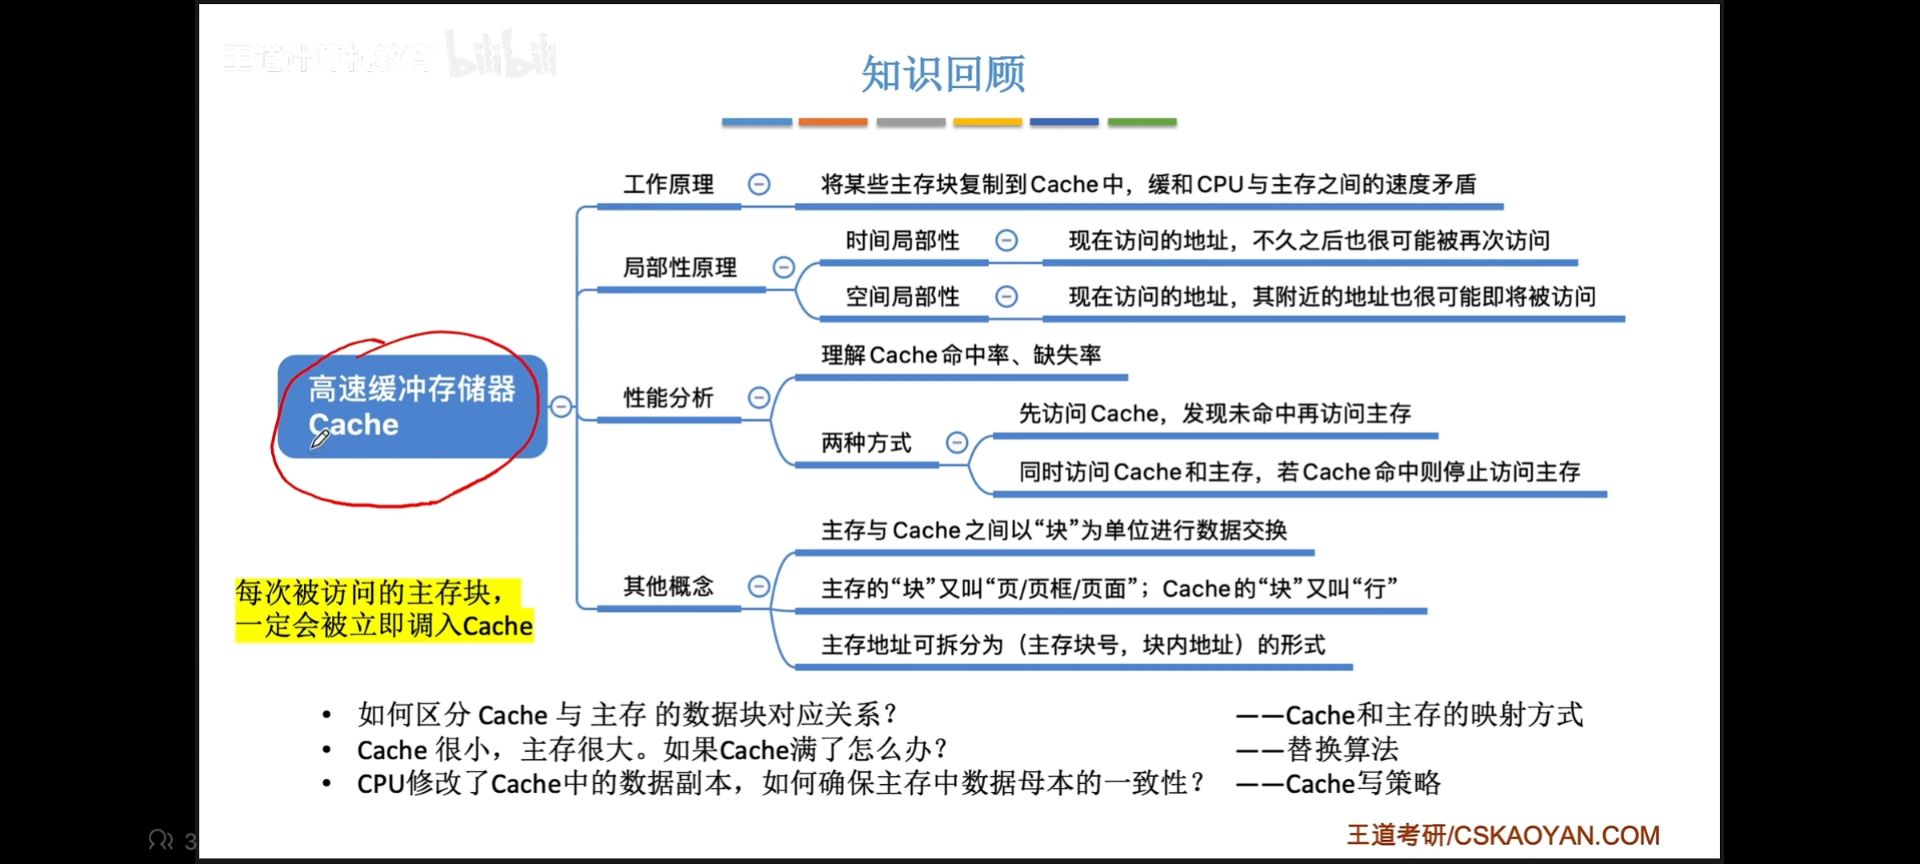 王道计算机教育 bilibili
知识回顾
工作原理
将某些主存块复制到Cache中，缓和CPU与主存之间的速度矛盾
局部性原理
时间局部性
现在访问的地址，不久之后也很可能被再次访问
空间局部性
现在访问的地址，其附近的地址也很可能即将被访问
高速缓冲存储器
Cache
性能分析
理解Cache命中率、缺失率
两种方式
先访问Cache，发现未命中再访问主存
同时访问Cache和主存，若Cache命中则停止访问主存
其他概念
主存与Cache之间以“块”为单位进行数据交换
主存的“块”又叫“页/页框/页面”；Cache的“块”又叫“行”
主存地址可拆分为（主存块号，块内地址）的形式
每次被访问的主存块，
一定会被立即调入Cache
• 如何区分 Cache 与 主存 的数据块对应关系？ ——Cache和主存的映射方式
• Cache 很小，主存很大。如果Cache满了怎么办？ ——替换算法
• CPU修改了Cache中的数据副本，如何确保主存中数据母本的一致性？ ——Cache写策略
王道考研/CSKAOYAN.COM
3